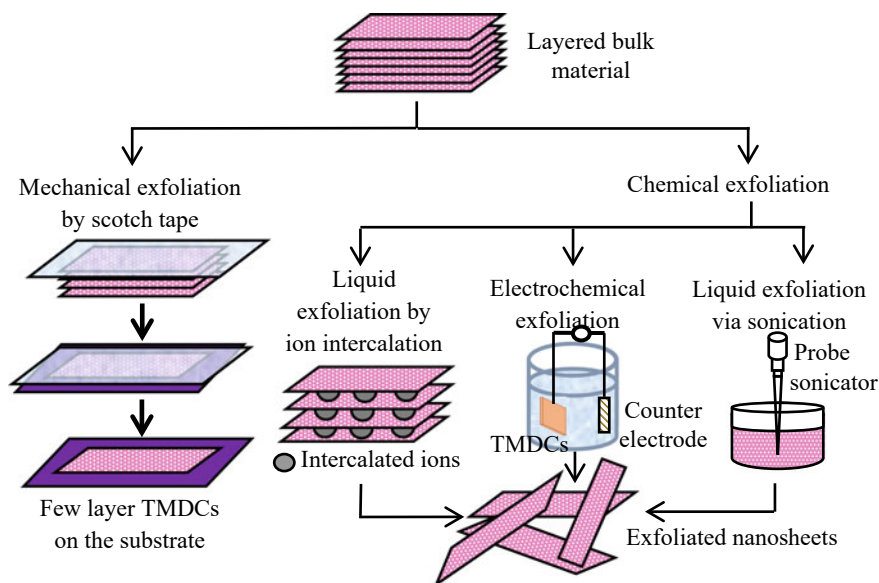 Layered bulk
material
Mechanical exfoliation
by scotch tape
Chemical exfoliation
Liquid
exfoliation by
ion intercalation
Electrochemical
exfoliation
Liquid exfoliation
via sonication
Probe
sonicator
TMDCs
Counter
electrode
Intercalated ions
Few layer TMDCs
on the substrate
Exfoliated nanosheets